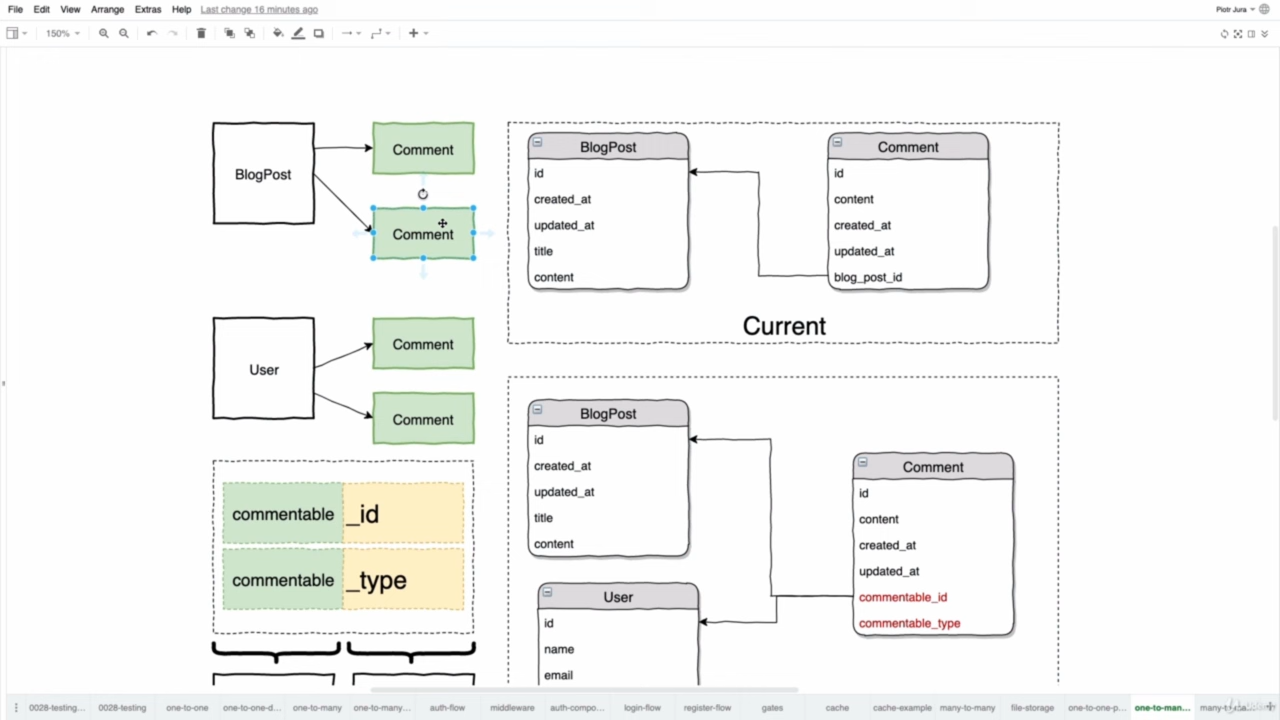 File Edit View Arrange Extras Help Last change 16 minutes ago
Piotr Jura
150%
BlogPost
Comment
Comment
User
Comment
Comment
commentable _id
commentable _type
BlogPost
id
created_at
updated_at
title
content
Comment
id
content
created_at
updated_at
blog_post_id
Current
BlogPost
id
created_at
updated_at
title
content
User
id
name
email
Comment
id
content
created_at
updated_at
commentable_id
commentable_type
0028-testing... 0028-testing one-to-one one-to-one-d... one-to-many one-to-many... auth-flow middleware auth-compo... login-flow register-flow gates cache cache-example many-to-many file-storage one-to-one-p... one-to-man...